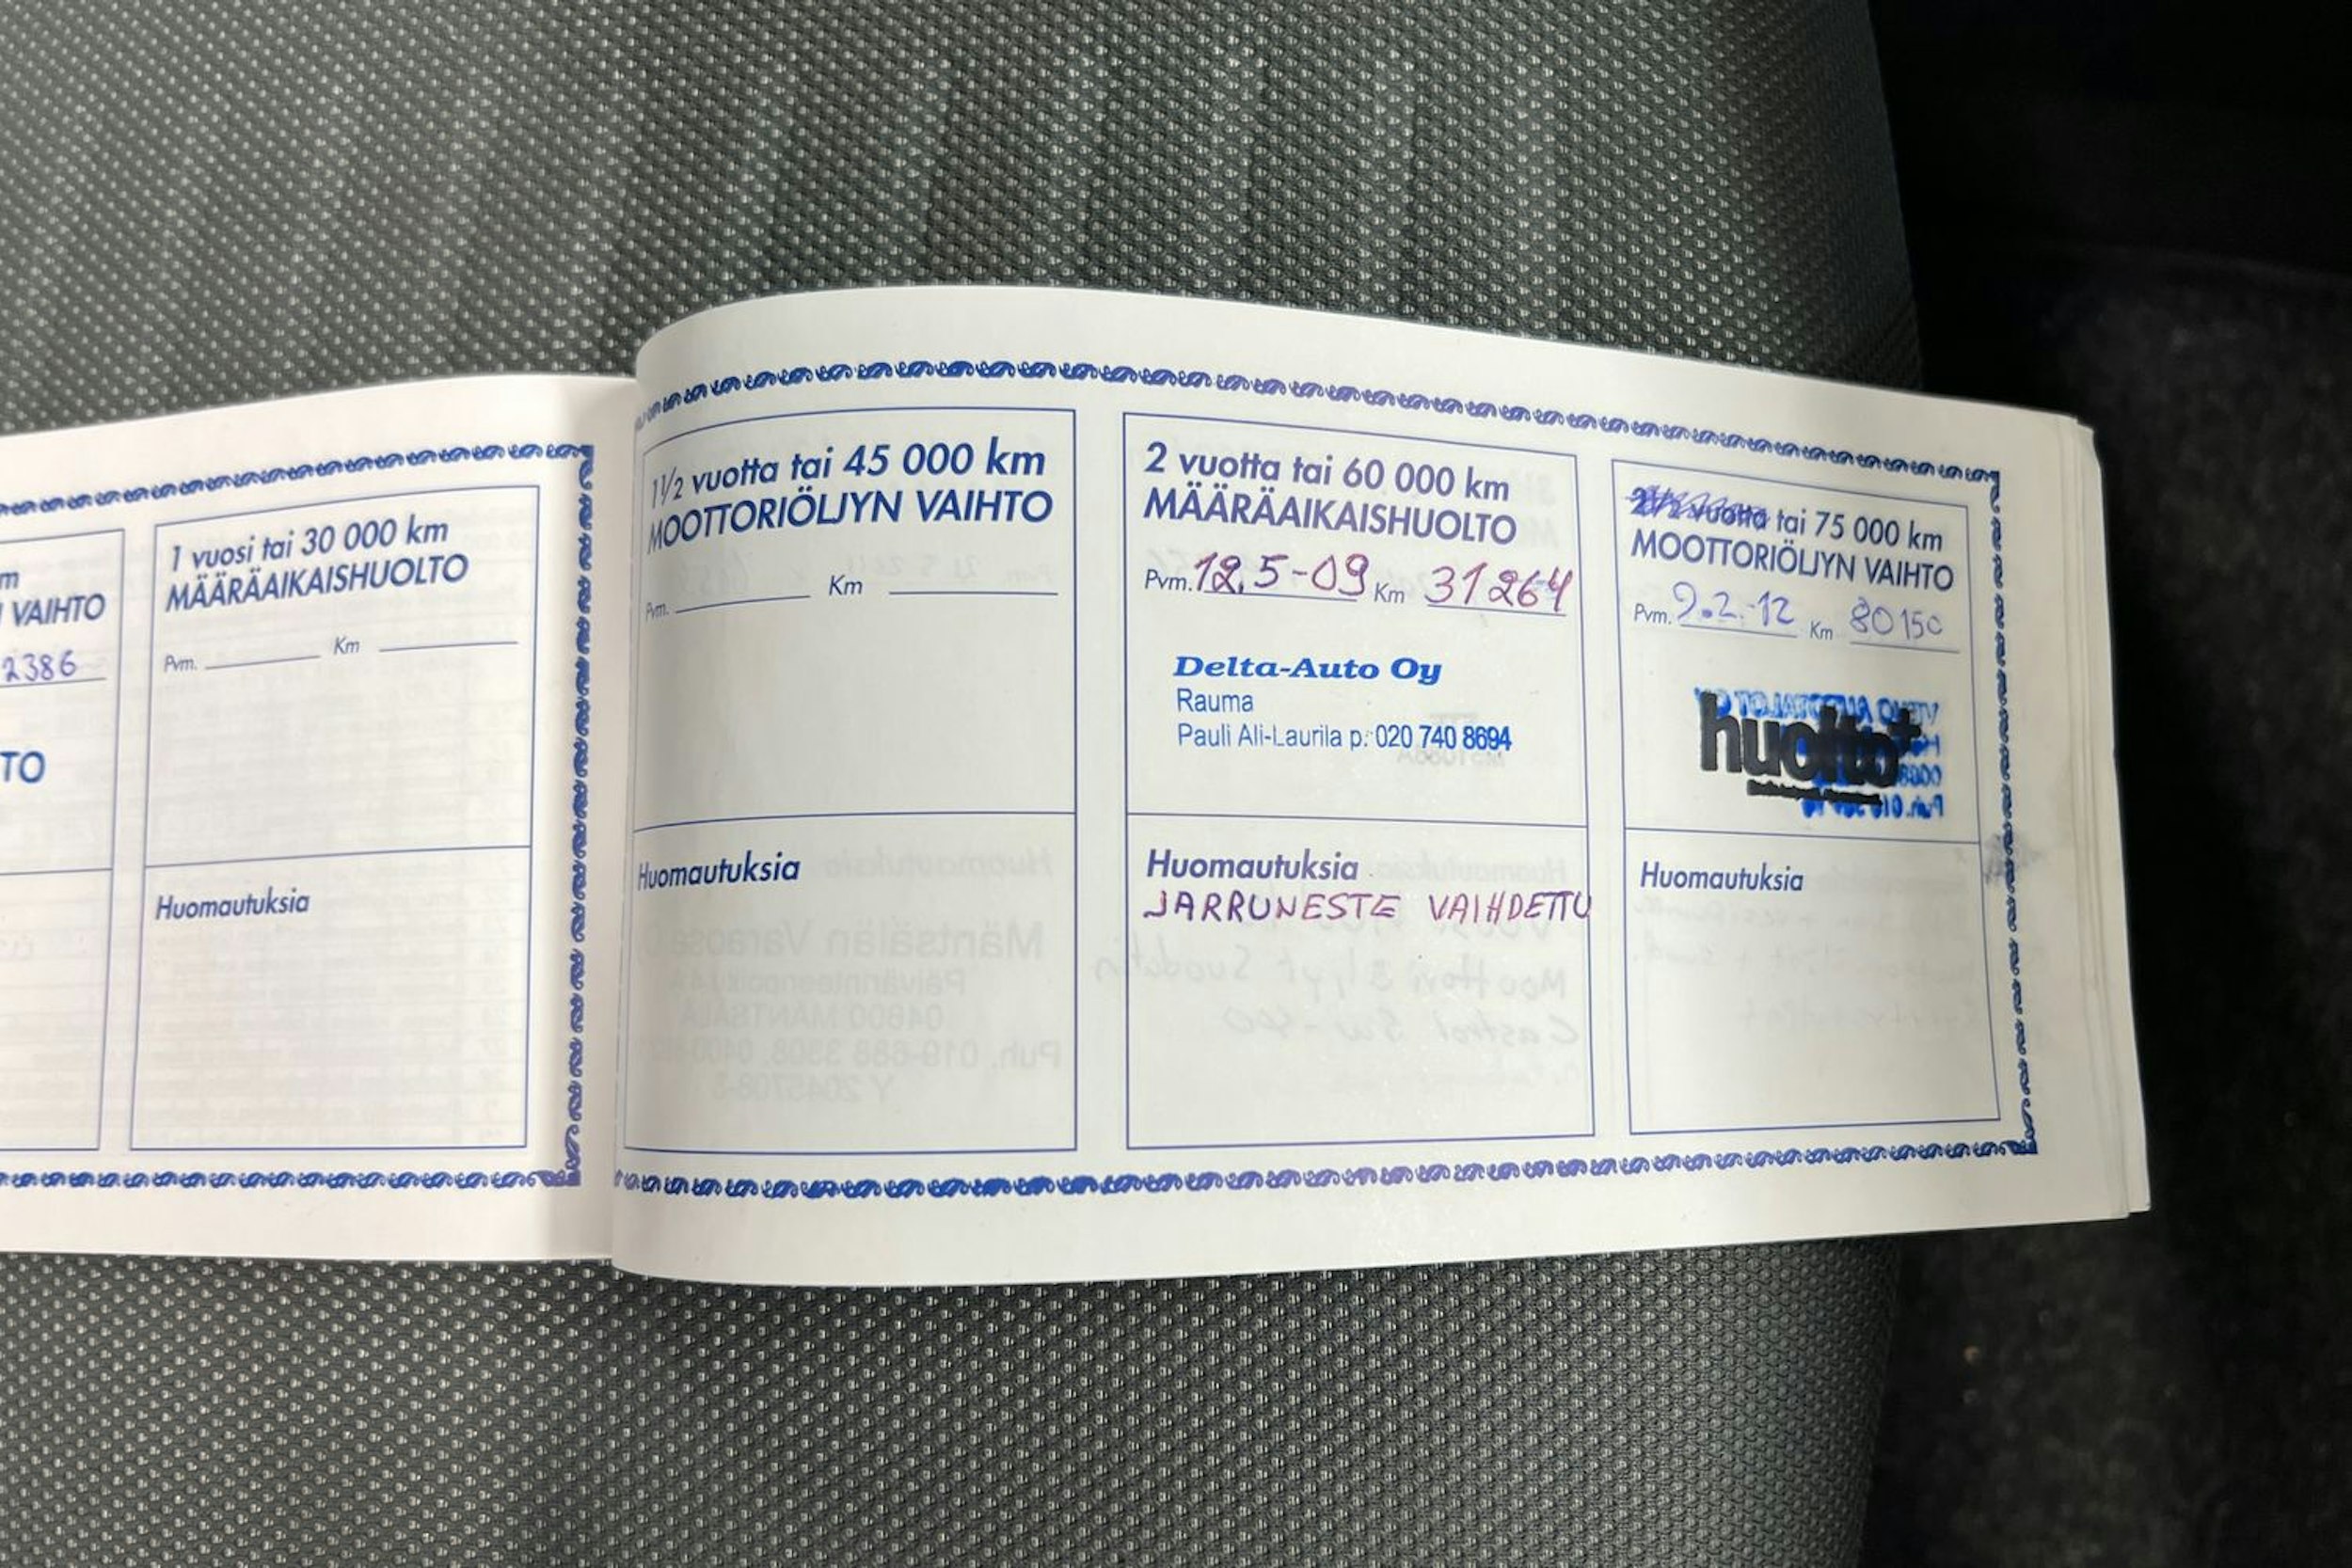 m
VAIHTO
2386
TO
1 vuosi tai 30 000 km
MÄÄRÄAIKAISHUOLTO
Pvm. Km
Huomautuksia
1½ vuotta tai 45 000 km
MOOTTORIÖLJYN VAIHTO
Pvm. Km
Huomautuksia
2 vuotta tai 60 000 km
MÄÄRÄAIKAISHUOLTO
Pvm. 12.5-09 Km 31264
Delta-Auto Oy
Rauma
Pauli Ali-Laurila p. 020 740 8694
Huomautuksia
JARRUNESTE VAIHDETTU
2½ vuotta tai 75 000 km
MOOTTORIÖLJYN VAIHTO
Pvm. 9.2.-12 Km 80150
huolto+
Huomautuksia